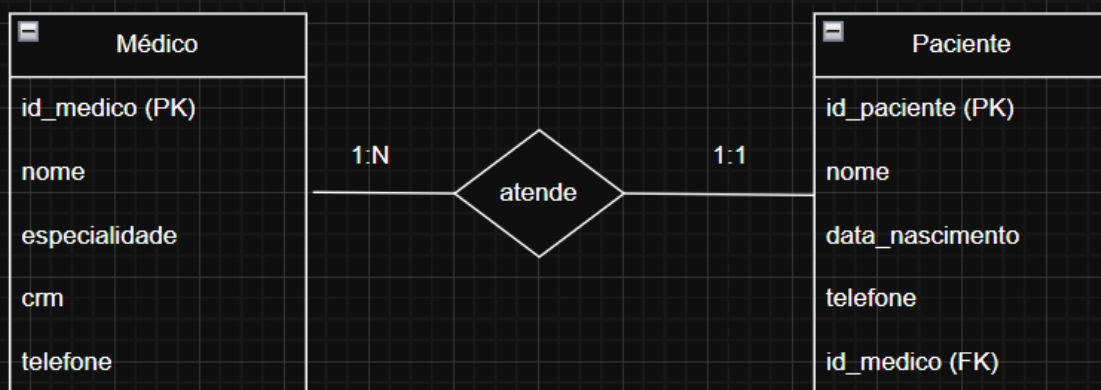 Médico
id_medico (PK)
nome
especialidade
crm
telefone
1:N
atende
1:1
Paciente
id_paciente (PK)
nome
data_nascimento
telefone
id_medico (FK)